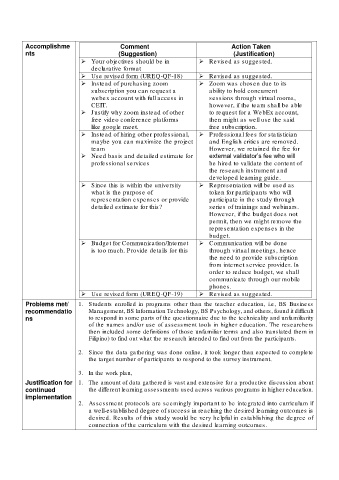 Accomplishme
nts
Comment
(Suggestion)
Action Taken
(Justification)
➢ Your objectives should be in
declarative format
➢ Revised as suggested.
➢ Use revised form (UREQ-QF-18)
➢ Revised as suggested.
➢ Instead of purchasing zoom
subscription you can request a
webex account with full access in
CEIT.
➢ Justify why zoom instead of other
free video conference platforms
like google meet.
➢ Zoom was chosen due to its
ability to hold concurrent
sessions through virtual rooms,
however, if the team shall be able
to request for a WebEx account,
then might as well use the said
free subscription.
➢ Instead of hiring other professional,
maybe you can maximize the project
team
➢ Need basis and detailed estimate for
professional services
➢ Professional fees for statistician
and English critics are removed.
However, we retained the fee for
external validator's fee who will
be hired to validate the content of
the research instrument and
developed learning guide.
➢ Since this is within the university
what is the purpose of
representation expenses or provide
detailed estimate for this?
➢ Representation will be used as
token for participants who will
participate in the study through
series of trainings and webinars.
However, if the budget does not
permit, then we might remove the
representation expenses in the
budget.
➢ Budget for Communication/Internet
is too much. Provide details for this
➢ Communication will be done
through virtual meetings, hence
the need to provide subscription
from internet service provider. In
order to reduce budget, we shall
communicate through our mobile
phones.
➢ Use revised form (UREQ-QF-19)
➢ Revised as suggested.
Problems met/
recommendatio
ns
1. Students enrolled in programs other than the teacher education, i.e, BS Business
Management, BS Information Technology, BS Psychology, and others, found it difficult
to respond in some parts of the questionnaire due to the technicality and unfamiliarity
of the names and/or use of assessment tools in higher education. The researchers
then included some definitions of those unfamiliar terms and also translated them in
Filipino) to find out what the research intended to find out from the participants.
2. Since the data gathering was done online, it took longer than expected to complete
the target number of participants to respond to the survey instrument.
3. In the work plan,
Justification for
continued
implementation
1. The amount of data gathered is vast and extensive for a productive discussion about
the different learning assessments used across various programs in higher education.
2. Assessment protocols are seemingly important to be integrated into curriculum if
a well-established degree of success in reaching the desired learning outcomes is
desired. Results of this study would be very helpful in establishing the degree of
connection of the curriculum with the desired learning outcomes.